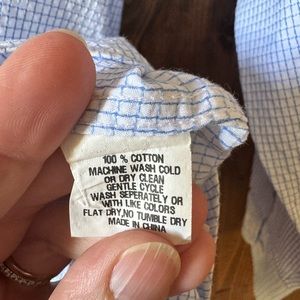 100 % COTTON
MACHINE WASH COLD
OR DRY CLEAN
GENTLE CYCLE
WASH SEPERATELY OR
WITH LIKE COLORS
FLAT DRY,NO TUMBLE DRY
MADE IN CHINA